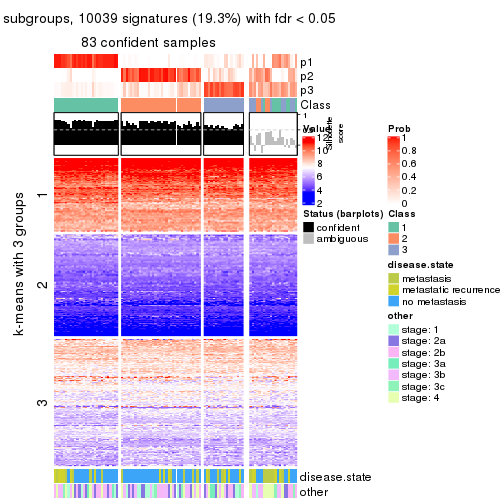 subgroups, 10039 signatures (19.3%) with fdr < 0.05
83 confident samples
p1
p2
p3
Class
1
score
k-means with 3 groups
1
2
3
Value
12
10
8
6
4
2
Prob
1
0.8
0.6
0.4
0.2
0
Status (barplots)
confident
ambiguous
Class
1
2
3
disease.state
metastasis
metastatic recurrence
no metastasis
other
stage: 1
stage: 2a
stage: 2b
stage: 3a
stage: 3b
stage: 3c
stage: 4
disease.state
other